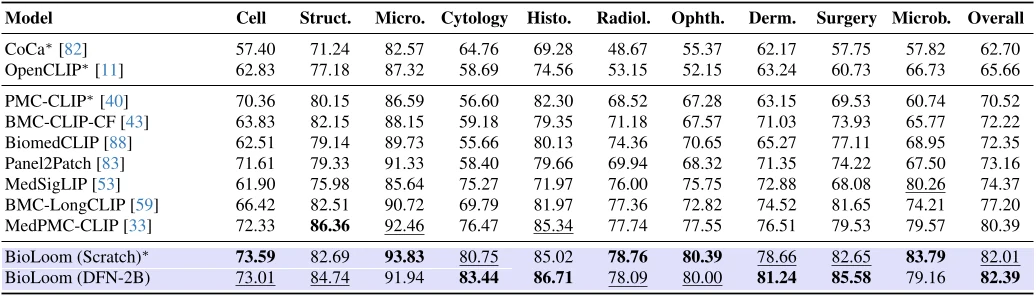 Model Cell Struct. Micro. Cytology Histo. Radiol. Ophth. Derm. Surgery Microb. Overall
CoCa* [82] 57.40 71.24 82.57 64.76 69.28 48.67 55.37 62.17 57.75 57.82 62.70
OpenCLIP* [11] 62.83 77.18 87.32 58.69 74.56 53.15 52.15 63.24 60.73 66.73 65.66
PMC-CLIP* [40] 70.36 80.15 86.59 56.60 82.30 68.52 67.28 63.15 69.53 60.74 70.52
BMC-CLIP-CF [43] 63.83 82.15 88.15 59.18 79.35 71.18 67.57 71.03 73.93 65.77 72.22
BiomedCLIP [88] 62.51 79.14 89.73 55.66 80.13 74.36 70.65 65.27 77.11 68.95 72.35
Panel2Patch [83] 71.61 79.33 91.33 58.40 79.66 69.94 68.32 71.35 74.22 67.50 73.16
MedSigLIP [53] 61.90 75.98 85.64 75.27 71.97 76.00 75.75 72.88 68.08 80.26 74.37
BMC-LongCLIP [59] 66.42 82.51 90.72 69.79 81.97 77.36 72.82 74.52 81.65 74.21 77.20
MedPMC-CLIP [33] 72.33 86.36 92.46 76.47 85.34 77.74 77.55 76.51 79.53 79.57 80.39
BioLoom (Scratch)* 73.59 82.69 93.83 80.75 85.02 78.76 80.39 78.66 82.65 83.79 82.01
BioLoom (DFN-2B) 73.01 84.74 91.94 83.44 86.71 78.09 80.00 81.24 85.58 79.16 82.39